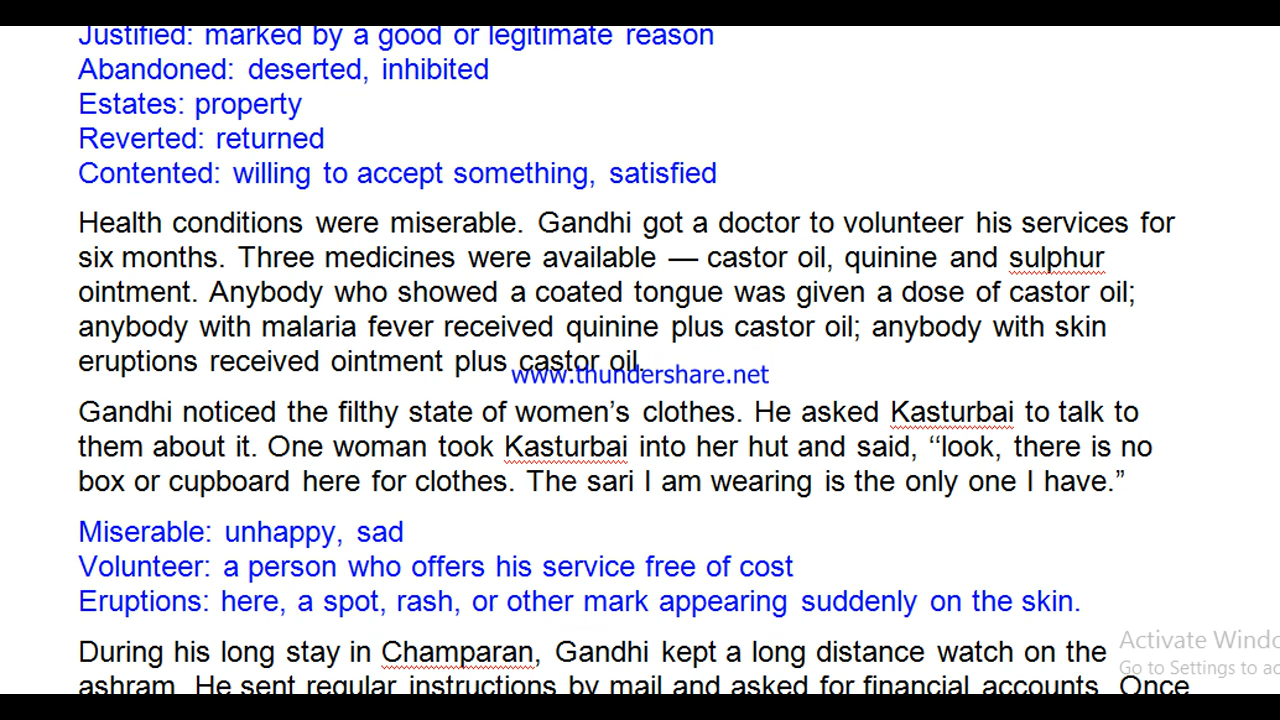 Justified: marked by a good or legitimate reason
Abandoned: deserted, inhibited
Estates: property
Reverted: returned
Contented: willing to accept something, satisfied
Health conditions were miserable. Gandhi got a doctor to volunteer his services for
six months. Three medicines were available — castor oil, quinine and sulphur
ointment. Anybody who showed a coated tongue was given a dose of castor oil;
anybody with malaria fever received quinine plus castor oil; anybody with skin
eruptions received ointment plus castor oil.
www.thundershare.net
Gandhi noticed the filthy state of women’s clothes. He asked Kasturbai to talk to
them about it. One woman took Kasturbai into her hut and said, ‘‘look, there is no
box or cupboard here for clothes. The sari I am wearing is the only one I have.”
Miserable: unhappy, sad
Volunteer: a person who offers his service free of cost
Eruptions: here, a spot, rash, or other mark appearing suddenly on the skin.
During his long stay in Champaran, Gandhi kept a long distance watch on the
Activate Windo
Go to Settings to ac
ashram. He sent regular instructions by mail and asked for financial accounts. Once